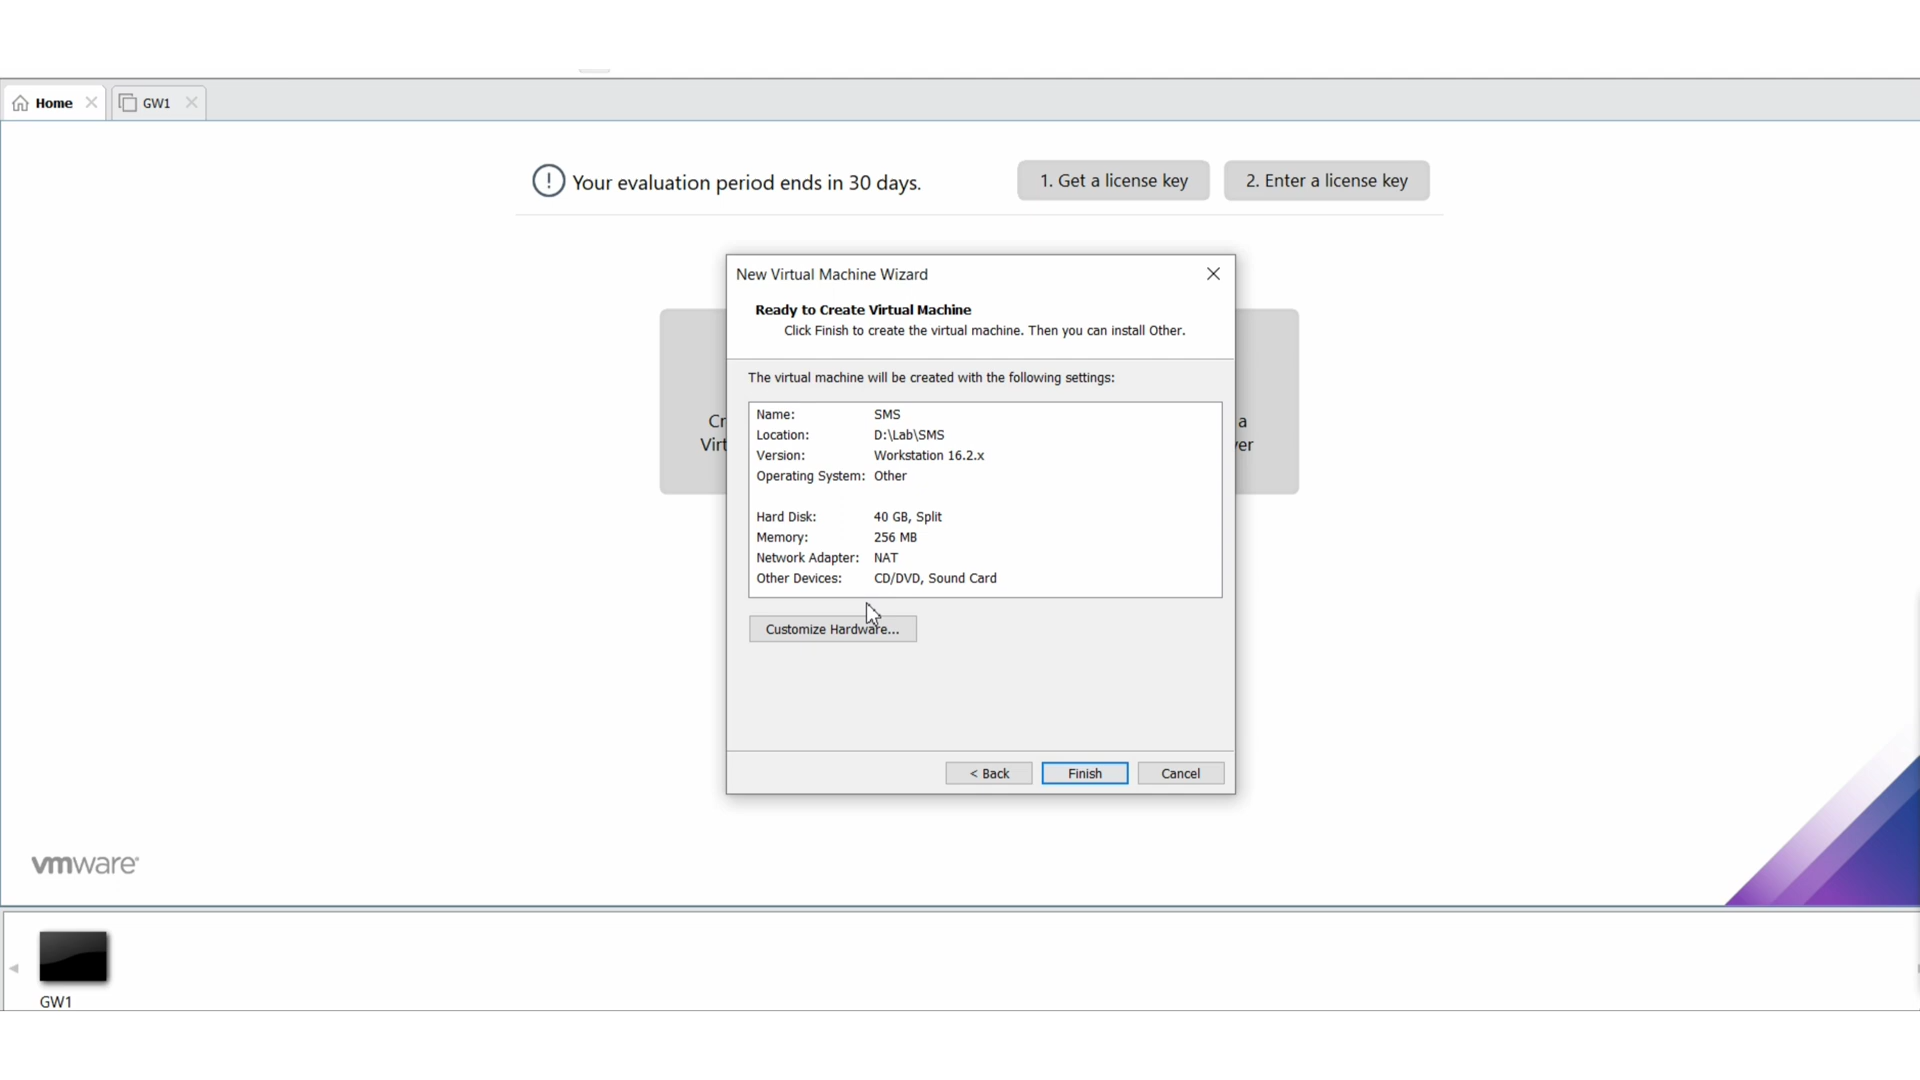 Home
GW1
Your evaluation period ends in 30 days.
1. Get a license key
2. Enter a license key
New Virtual Machine Wizard
Ready to Create Virtual Machine
Click Finish to create the virtual machine. Then you can install Other.
The virtual machine will be created with the following settings:
Name: SMS
Location: D:\Lab\SMS
Version: Workstation 16.2.x
Operating System: Other
Hard Disk: 40 GB, Split
Memory: 256 MB
Network Adapter: NAT
Other Devices: CD/DVD, Sound Card
Cr
Virt
a
ver
Customize Hardware...
< Back
Finish
Cancel
vmware
GW1